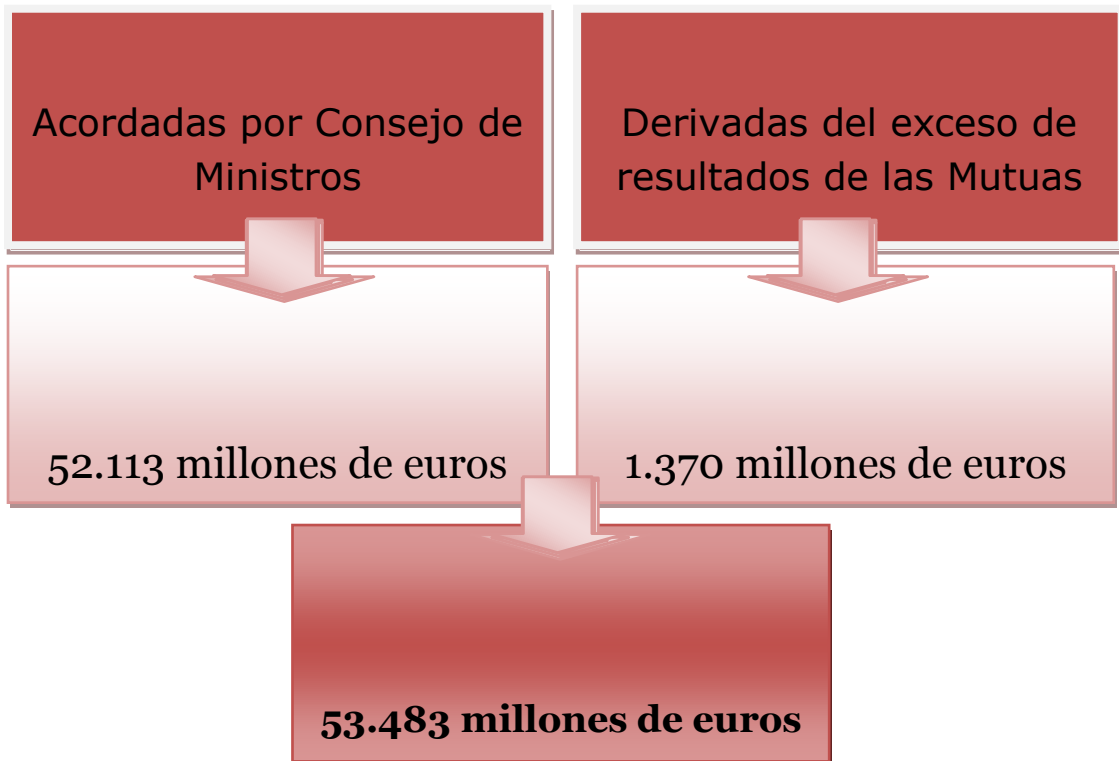 Acordadas por Consejo de
Ministros
Derivadas del exceso de
resultados de las Mutuas
52.113 millones de euros
1.370 millones de euros
53.483 millones de euros